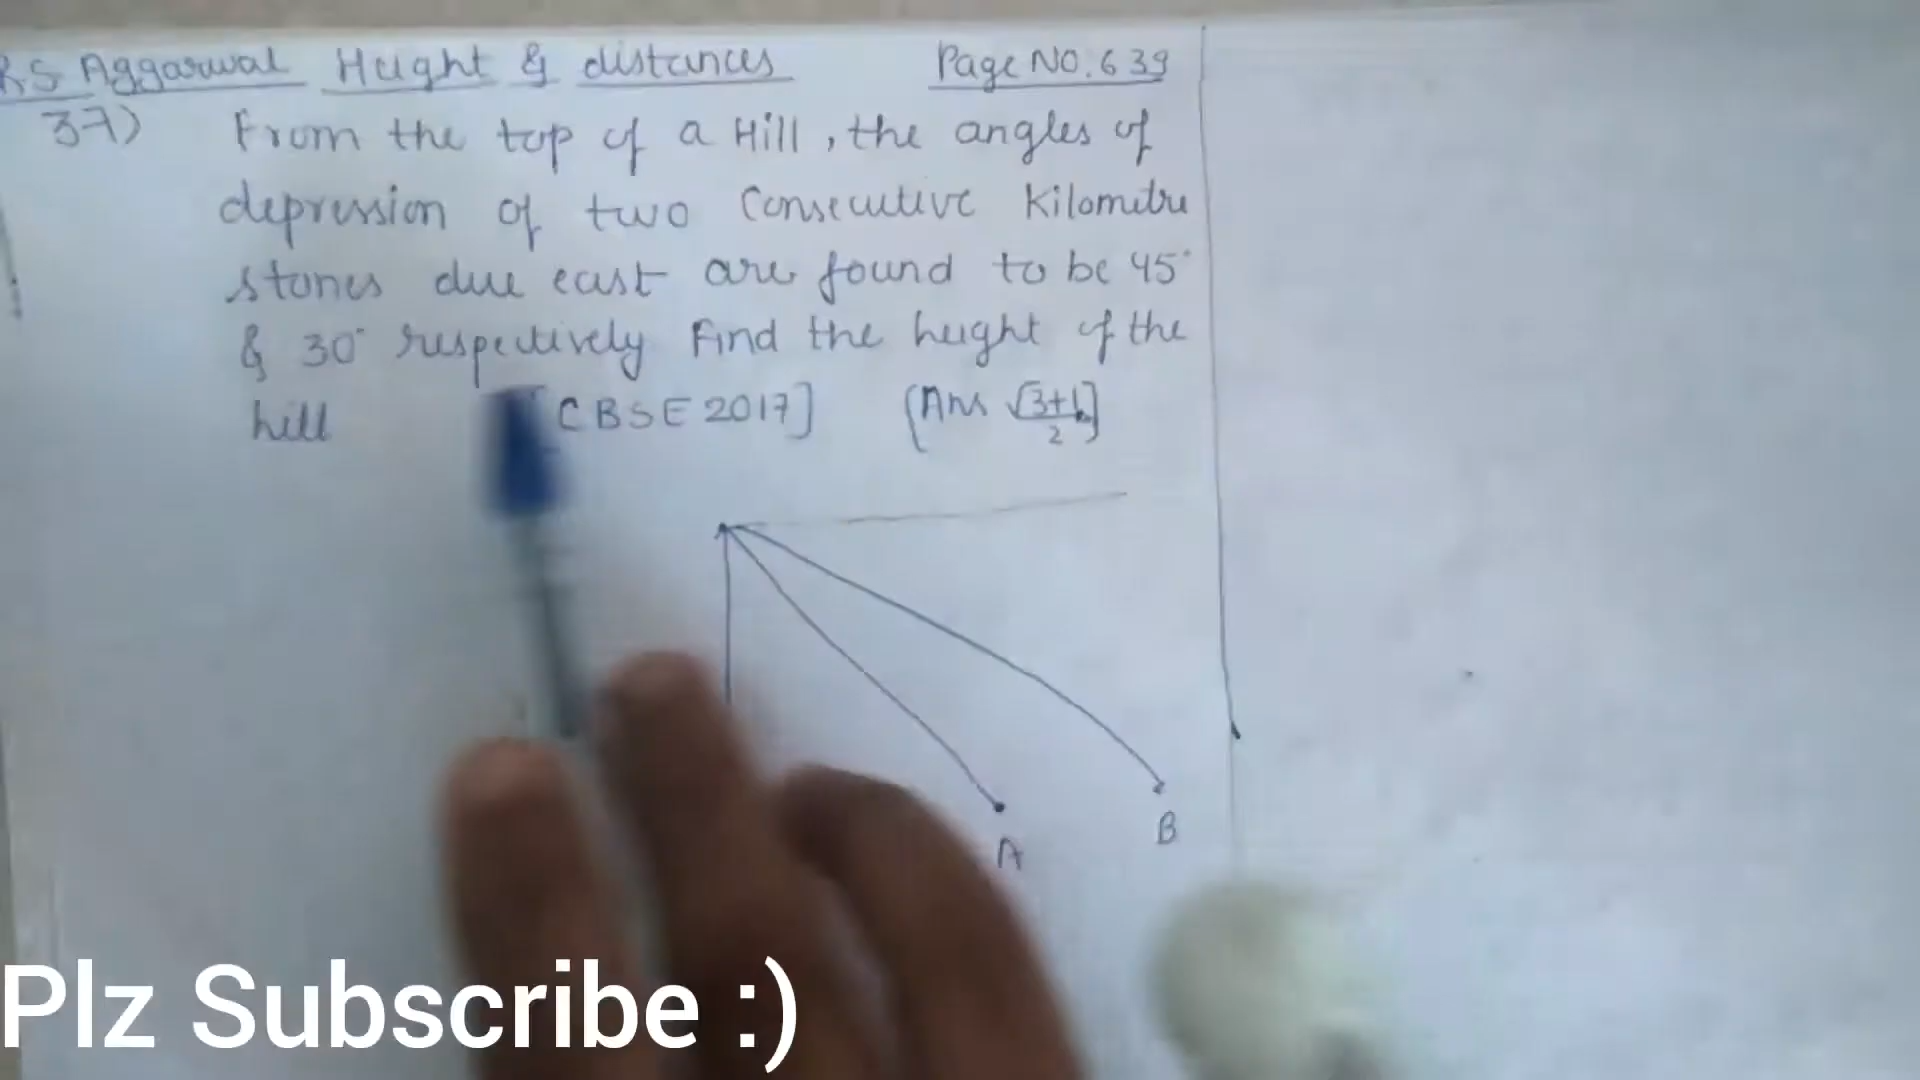 RS Aggarwal Height & distances Page NO. 639
37) From the top of a Hill, the angles of
depression of two Consecutive Kilometre
stones due east are found to be 45°
& 30° respectively Find the height of the
hill [CBSE 2017] [Ans √3+1/2]
A
B
Plz Subscribe :)